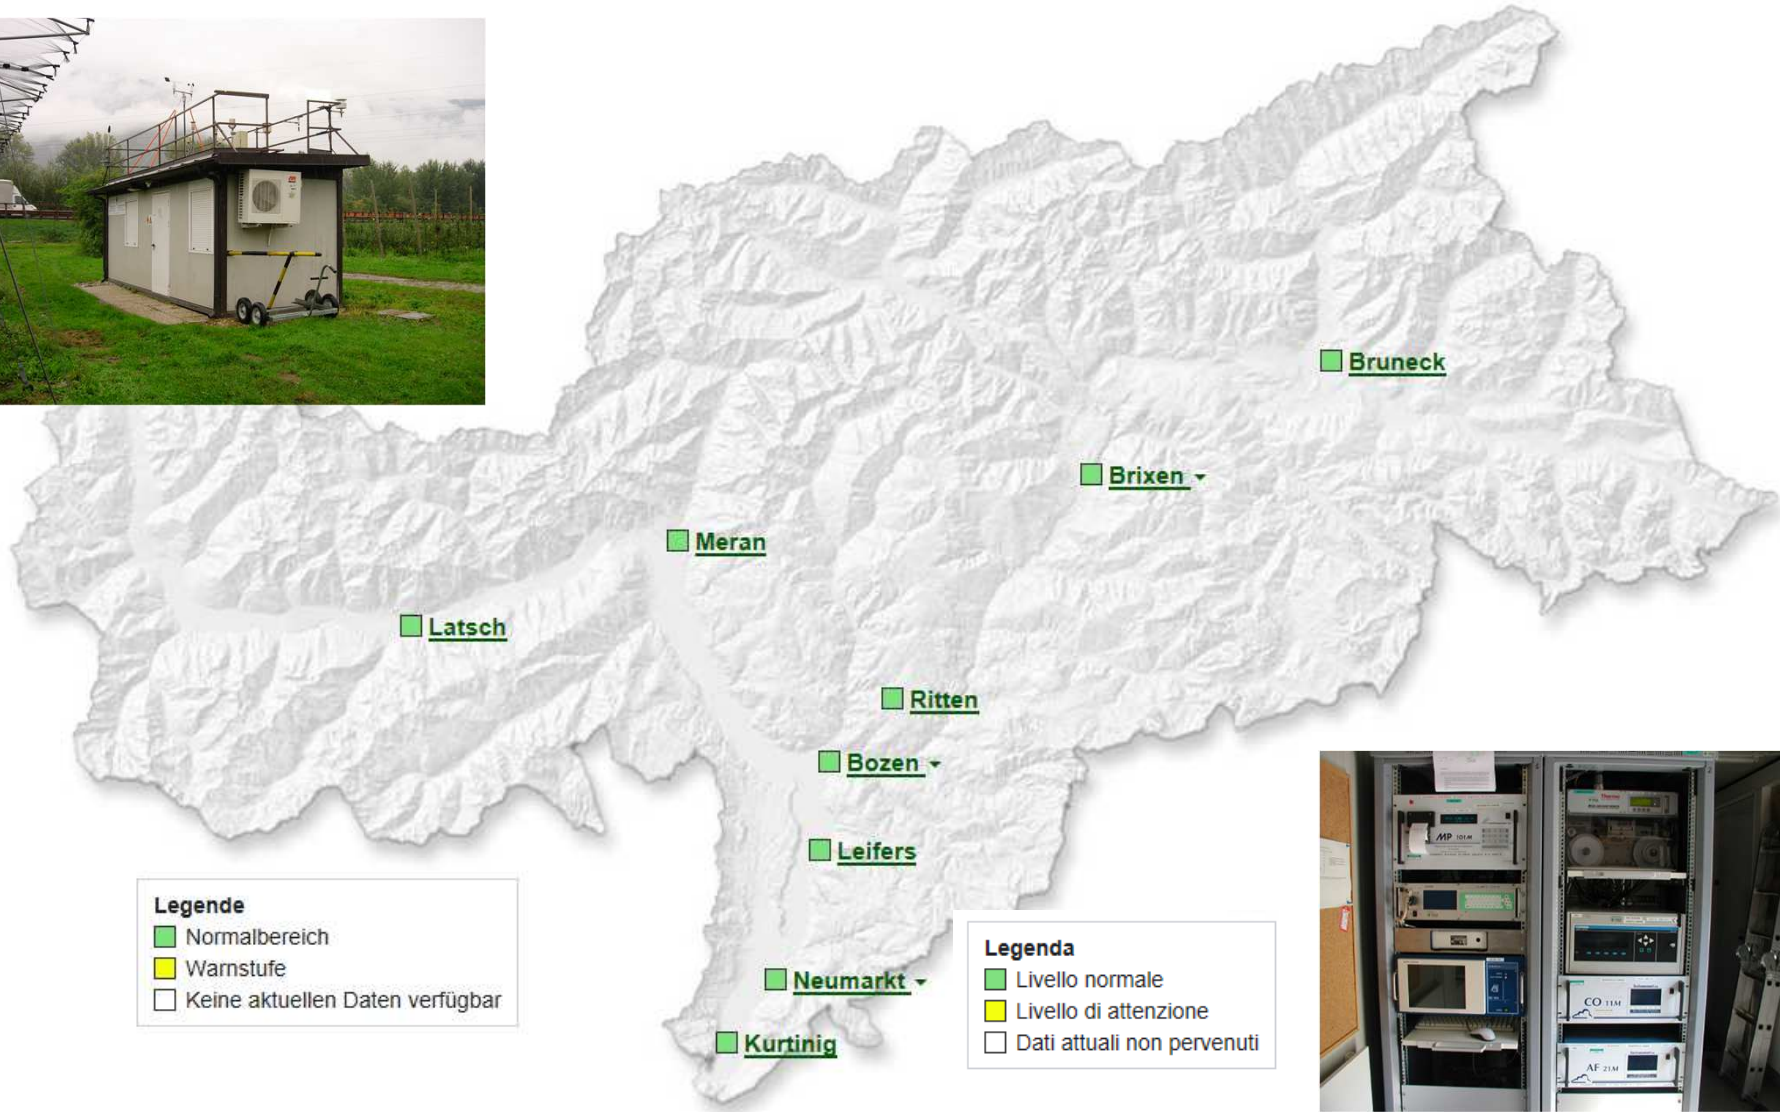 Bruneck
Brixen
Meran
Latsch
Ritten
Bozen
Leifers
Neumarkt
Kurtinig
Legende
Normalbereich
Warnstufe
Keine aktuellen Daten verfügbar
Legenda
Livello normale
Livello di attenzione
Dati attuali non pervenuti
MP 101M
Thermo
CO 11M
AF 21M